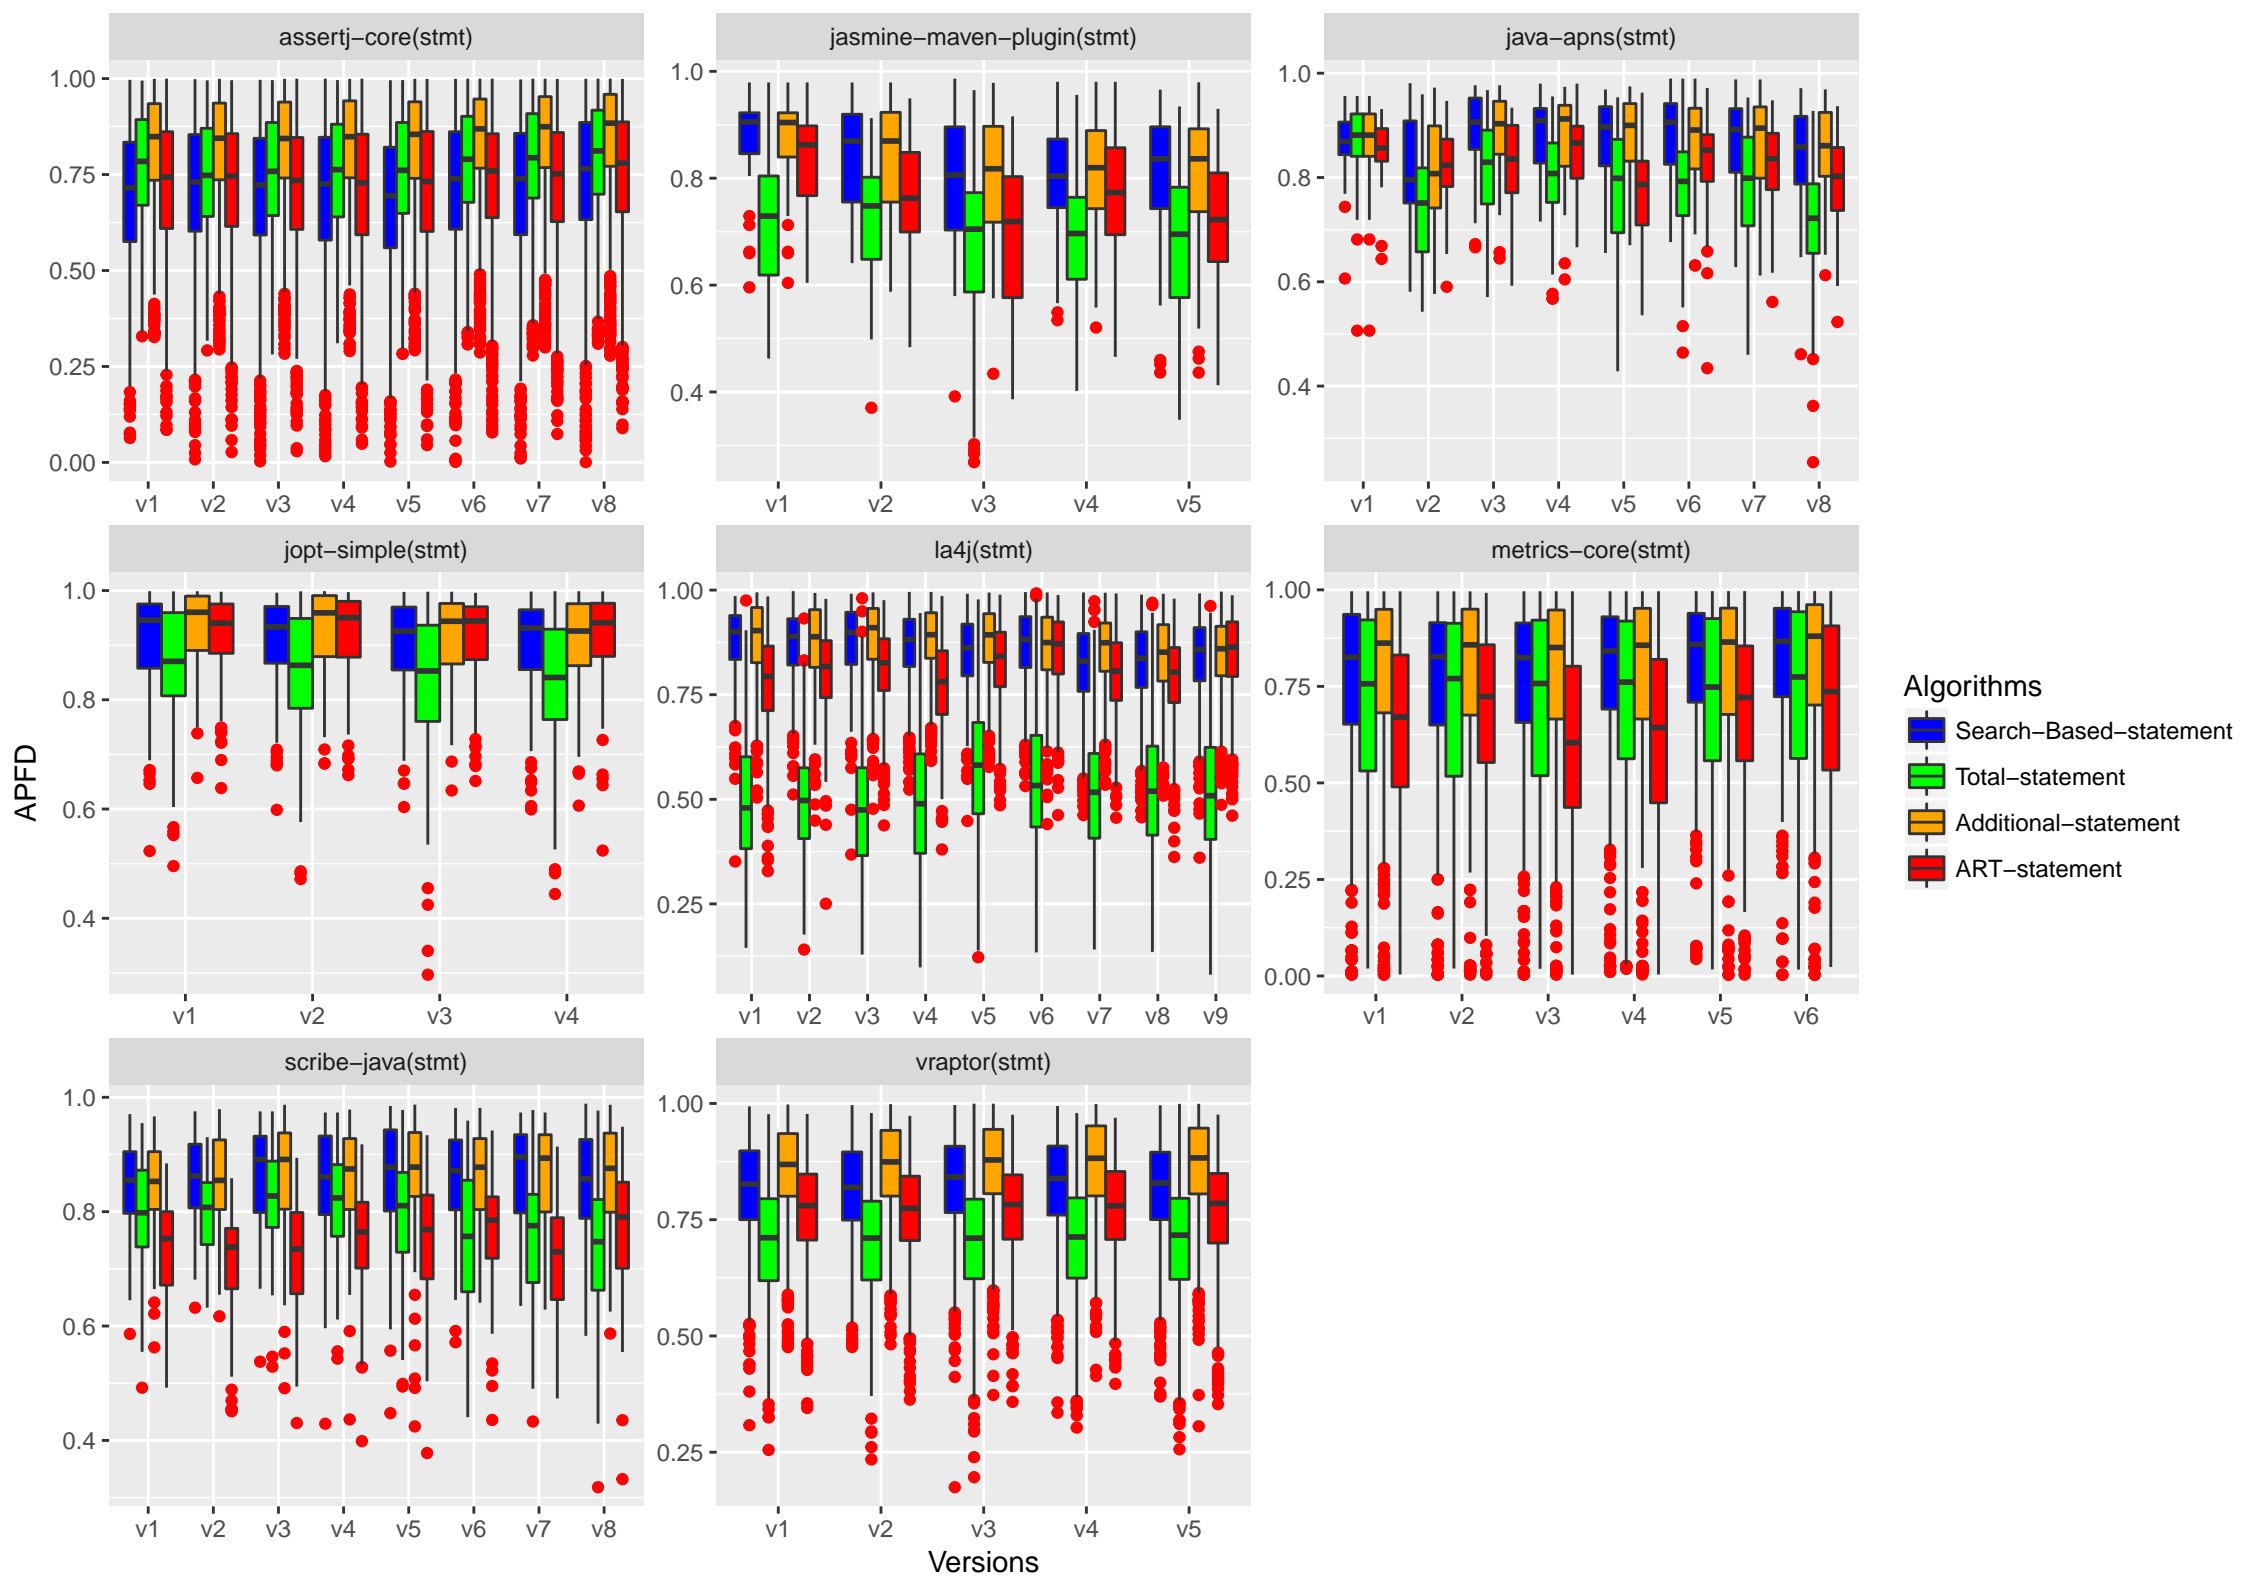 assertj−core(stmt)
jasmine−maven−plugin(stmt)
java−apns(stmt)
1.00
0.75
0.50
0.25
0.00
v1 v2 v3 v4 v5 v6 v7 v8
1.0
0.8
0.6
0.4
v1 v2 v3 v4 v5
1.0
0.8
0.6
0.4
v1 v2 v3 v4 v5 v6 v7 v8
jopt−simple(stmt)
la4j(stmt)
metrics−core(stmt)
1.0
0.8
0.6
0.4
v1 v2 v3 v4
1.00
0.75
0.50
0.25
v1 v2 v3 v4 v5 v6 v7 v8 v9
1.00
0.75
0.50
0.25
0.00
v1 v2 v3 v4 v5 v6
scribe−java(stmt)
vraptor(stmt)
1.0
0.8
0.6
0.4
v1 v2 v3 v4 v5 v6 v7 v8
1.00
0.75
0.50
0.25
v1 v2 v3 v4 v5
APFD
Versions
Algorithms
Search−Based−statement
Total−statement
Additional−statement
ART−statement